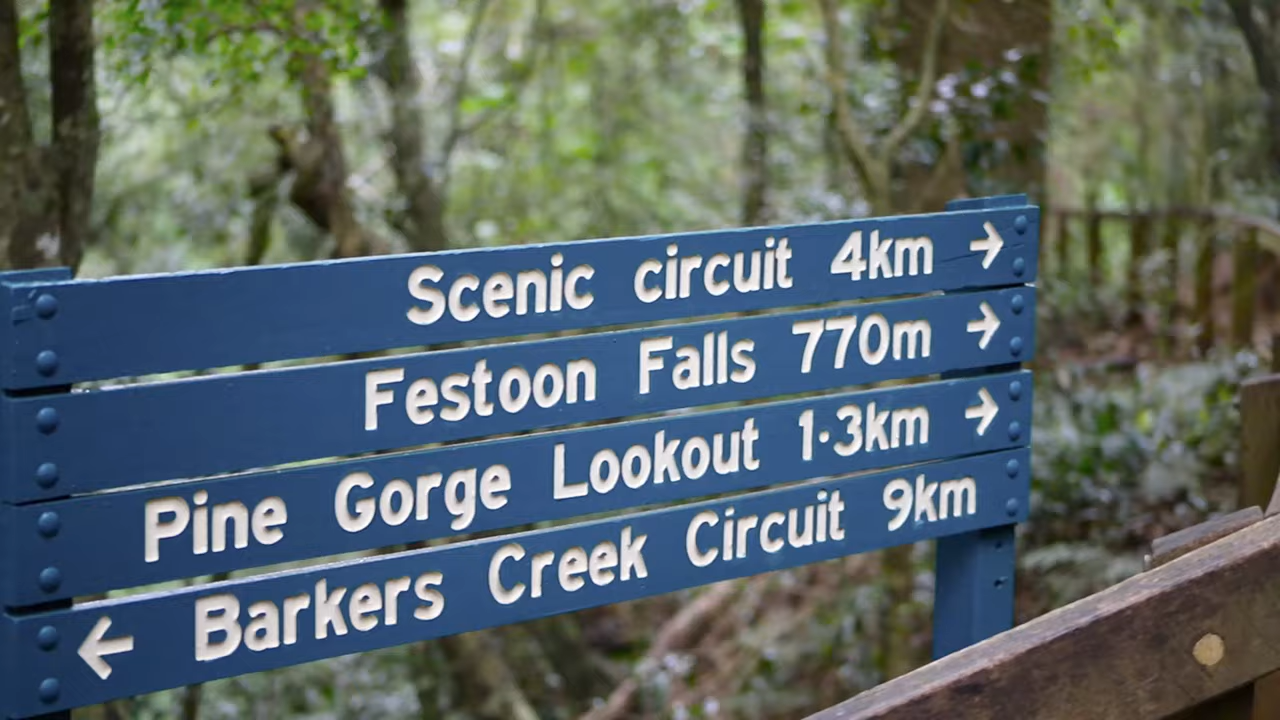 Scenic circuit 4km →
Festoon Falls 770m →
Pine Gorge Lookout 1·3km →
← Barkers Creek Circuit 9km